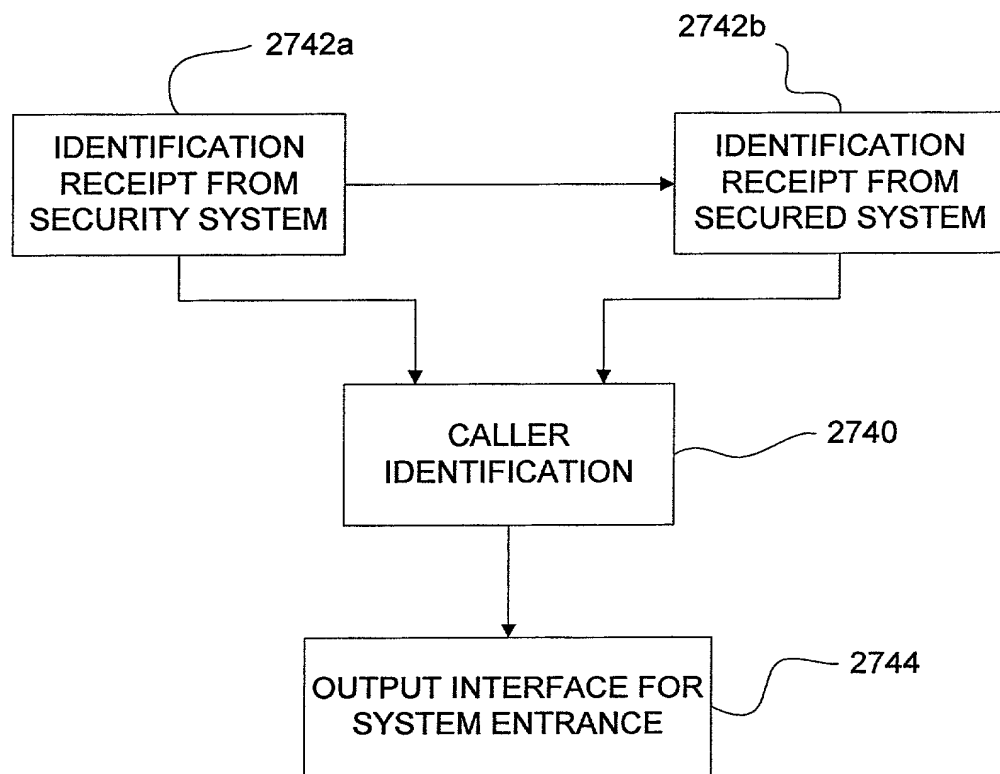 2742a
2742b
IDENTIFICATION
RECEIPT FROM
SECURITY SYSTEM
IDENTIFICATION
RECEIPT FROM
SECURED SYSTEM
CALLER
IDENTIFICATION
2740
OUTPUT INTERFACE FOR
SYSTEM ENTRANCE
2744